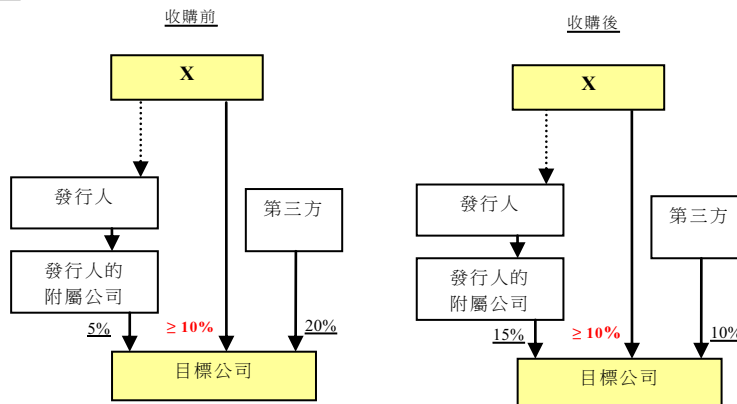 收購前
X
發行人
第三方
發行人的
附屬公司
5%
≥ 10%
20%
目標公司
收購後
X
發行人
第三方
發行人的
附屬公司
15%
≥ 10%
10%
目標公司